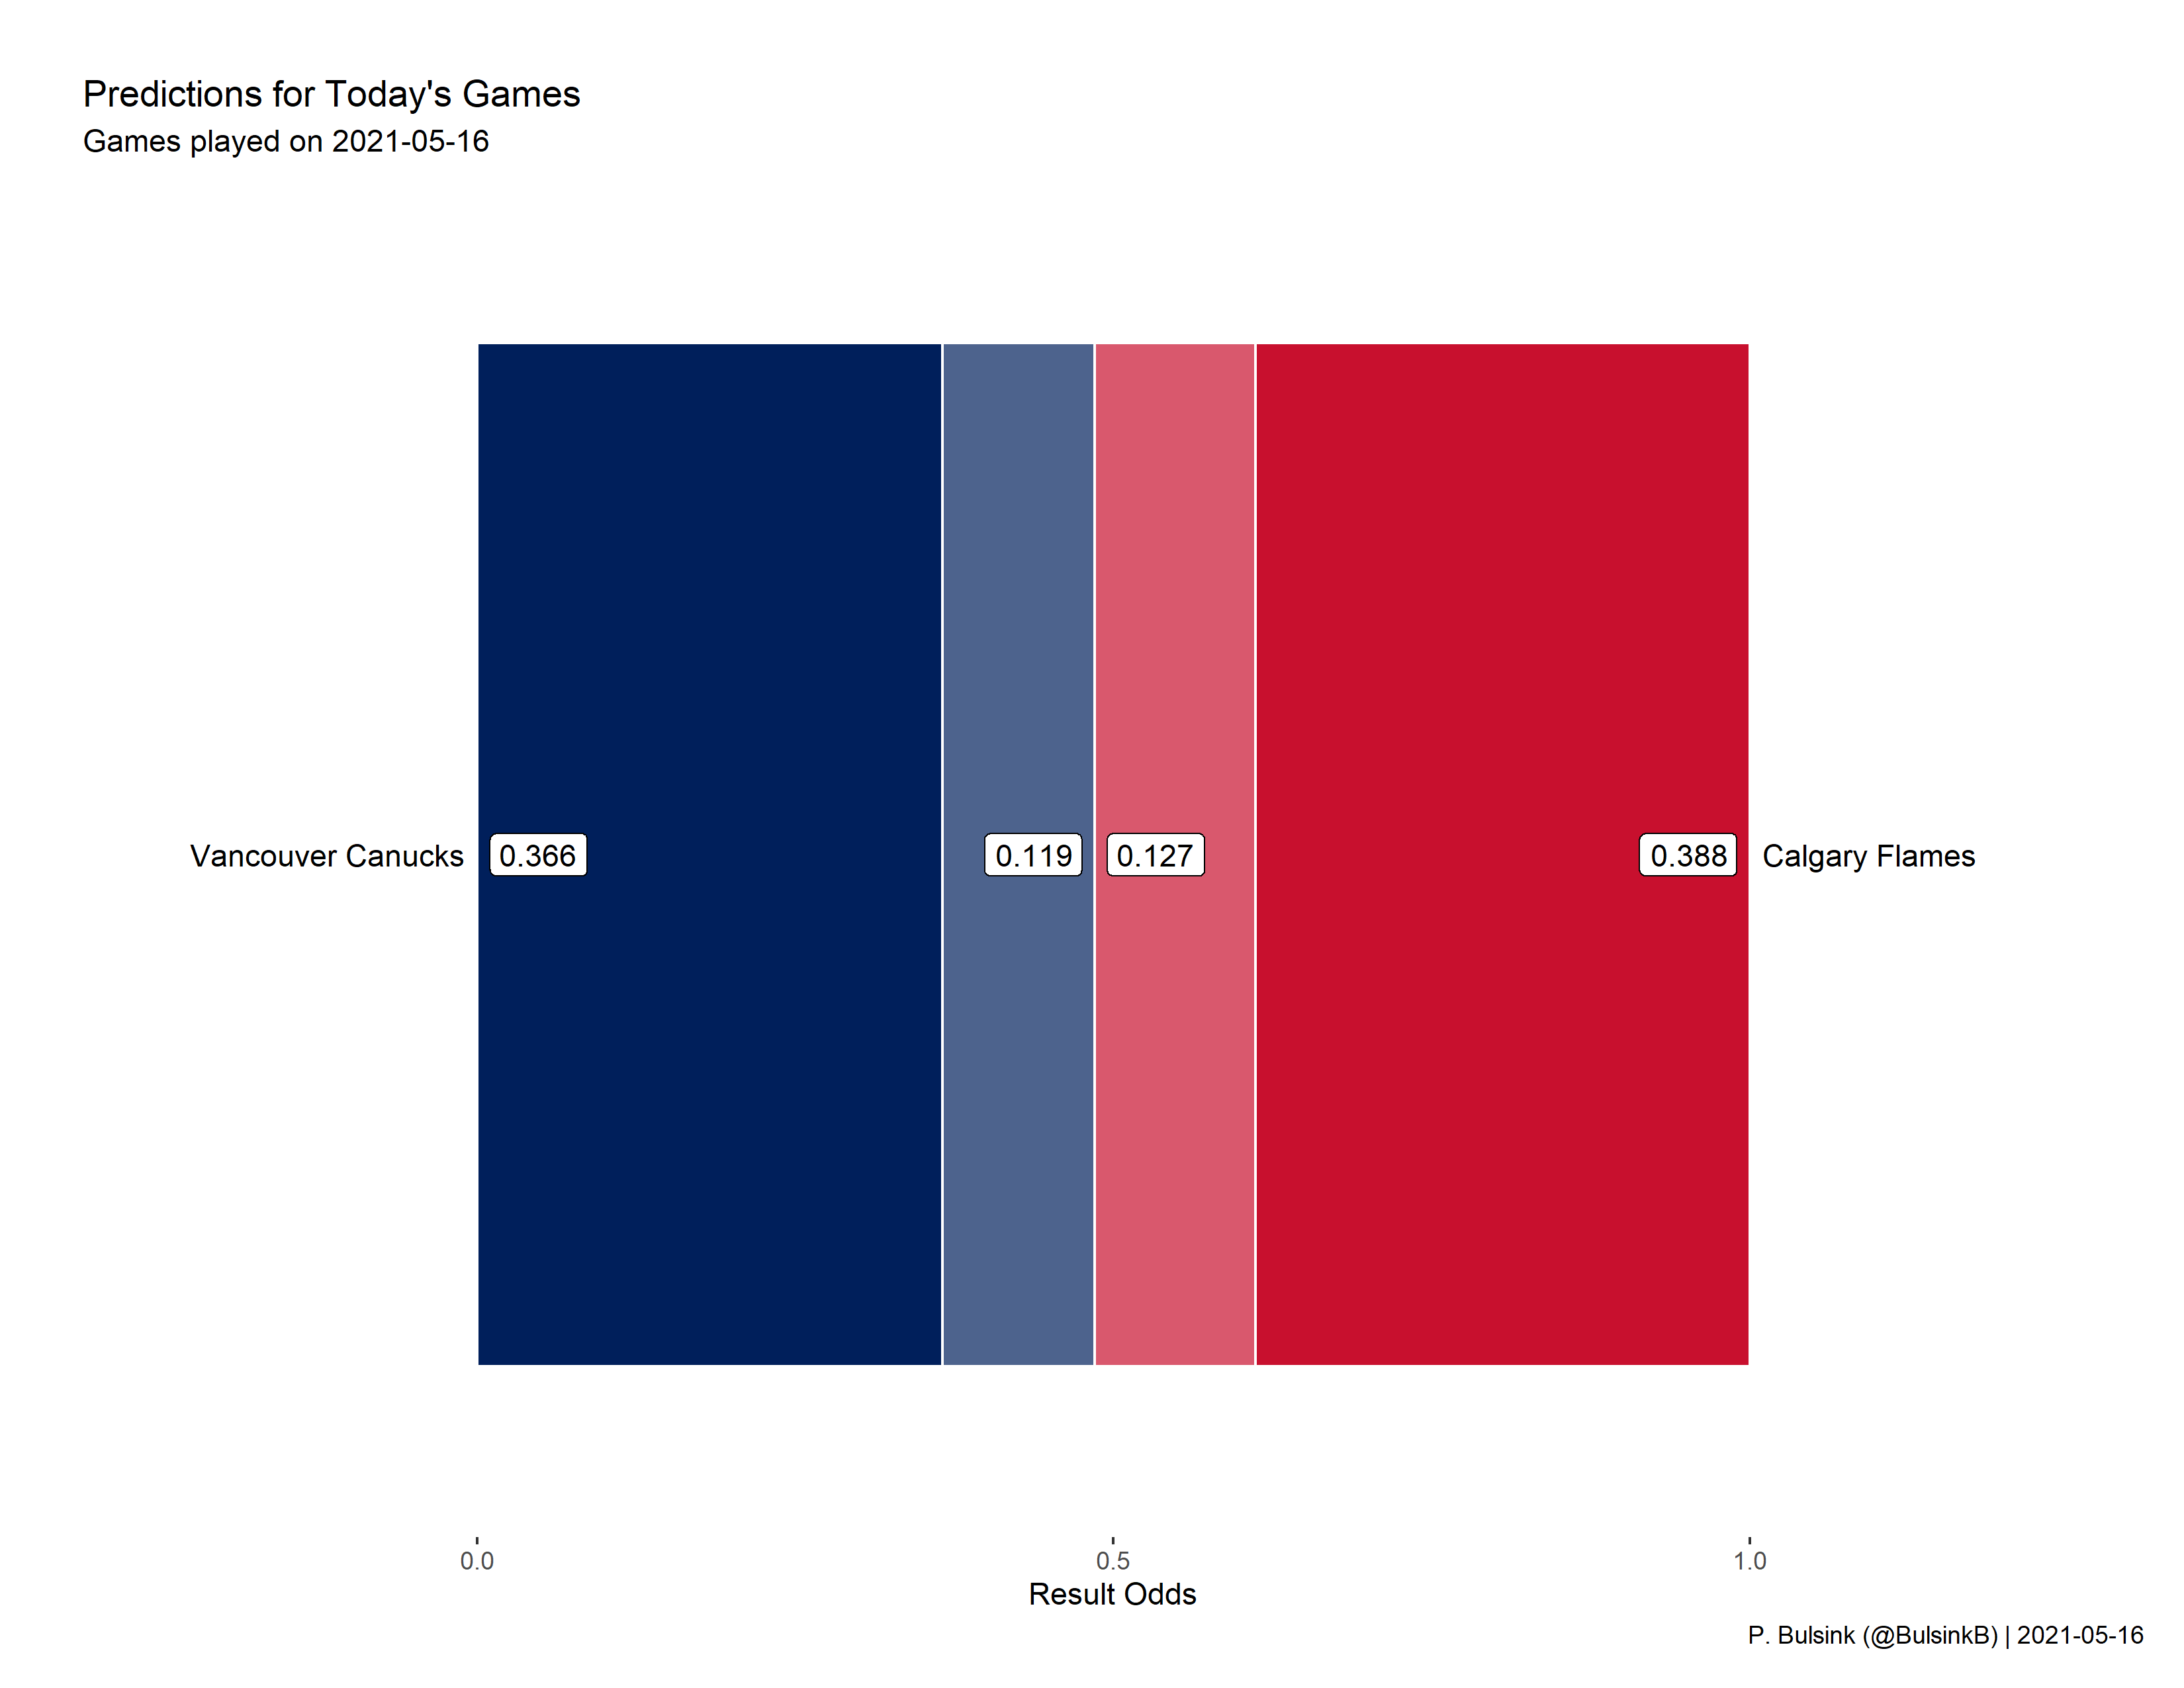 Predictions for Today's Games
Games played on 2021-05-16
Vancouver Canucks 0.366 0.119 0.127 0.388 Calgary Flames
0.0 0.5 1.0
Result Odds
P. Bulsink (@BulsinkB) | 2021-05-16